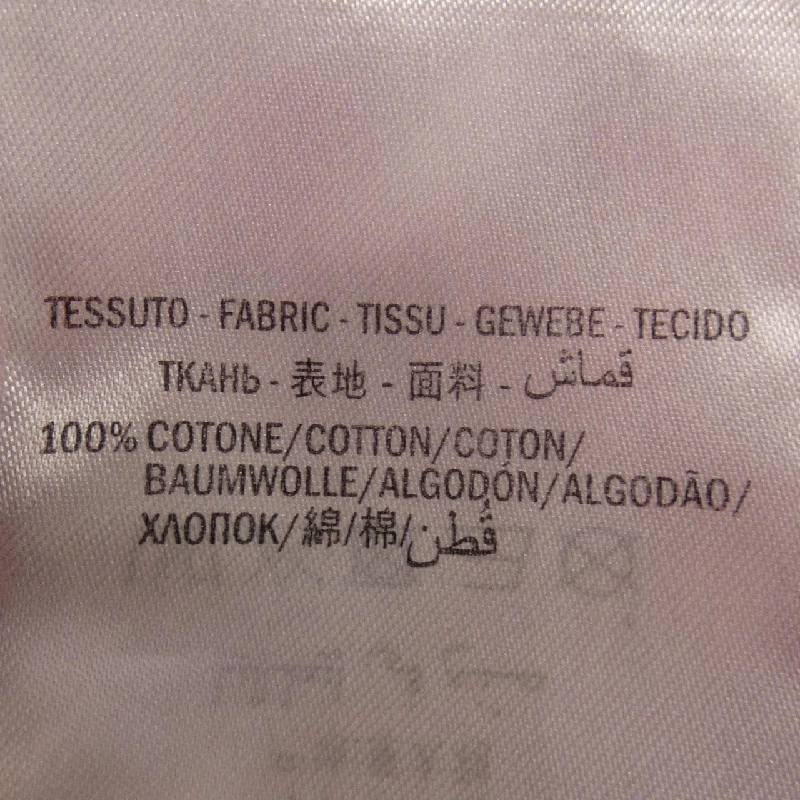 TESSUTO - FABRIC - TISSU - GEWEBE - TECIDO
ТКАНЬ - 表地 - 面料 - قماش
100% COTONE/COTTON/COTON/
BAUMWOLLE/ALGODÓN/ALGODÃO/
ХЛОПОК/綿/棉/قُطن